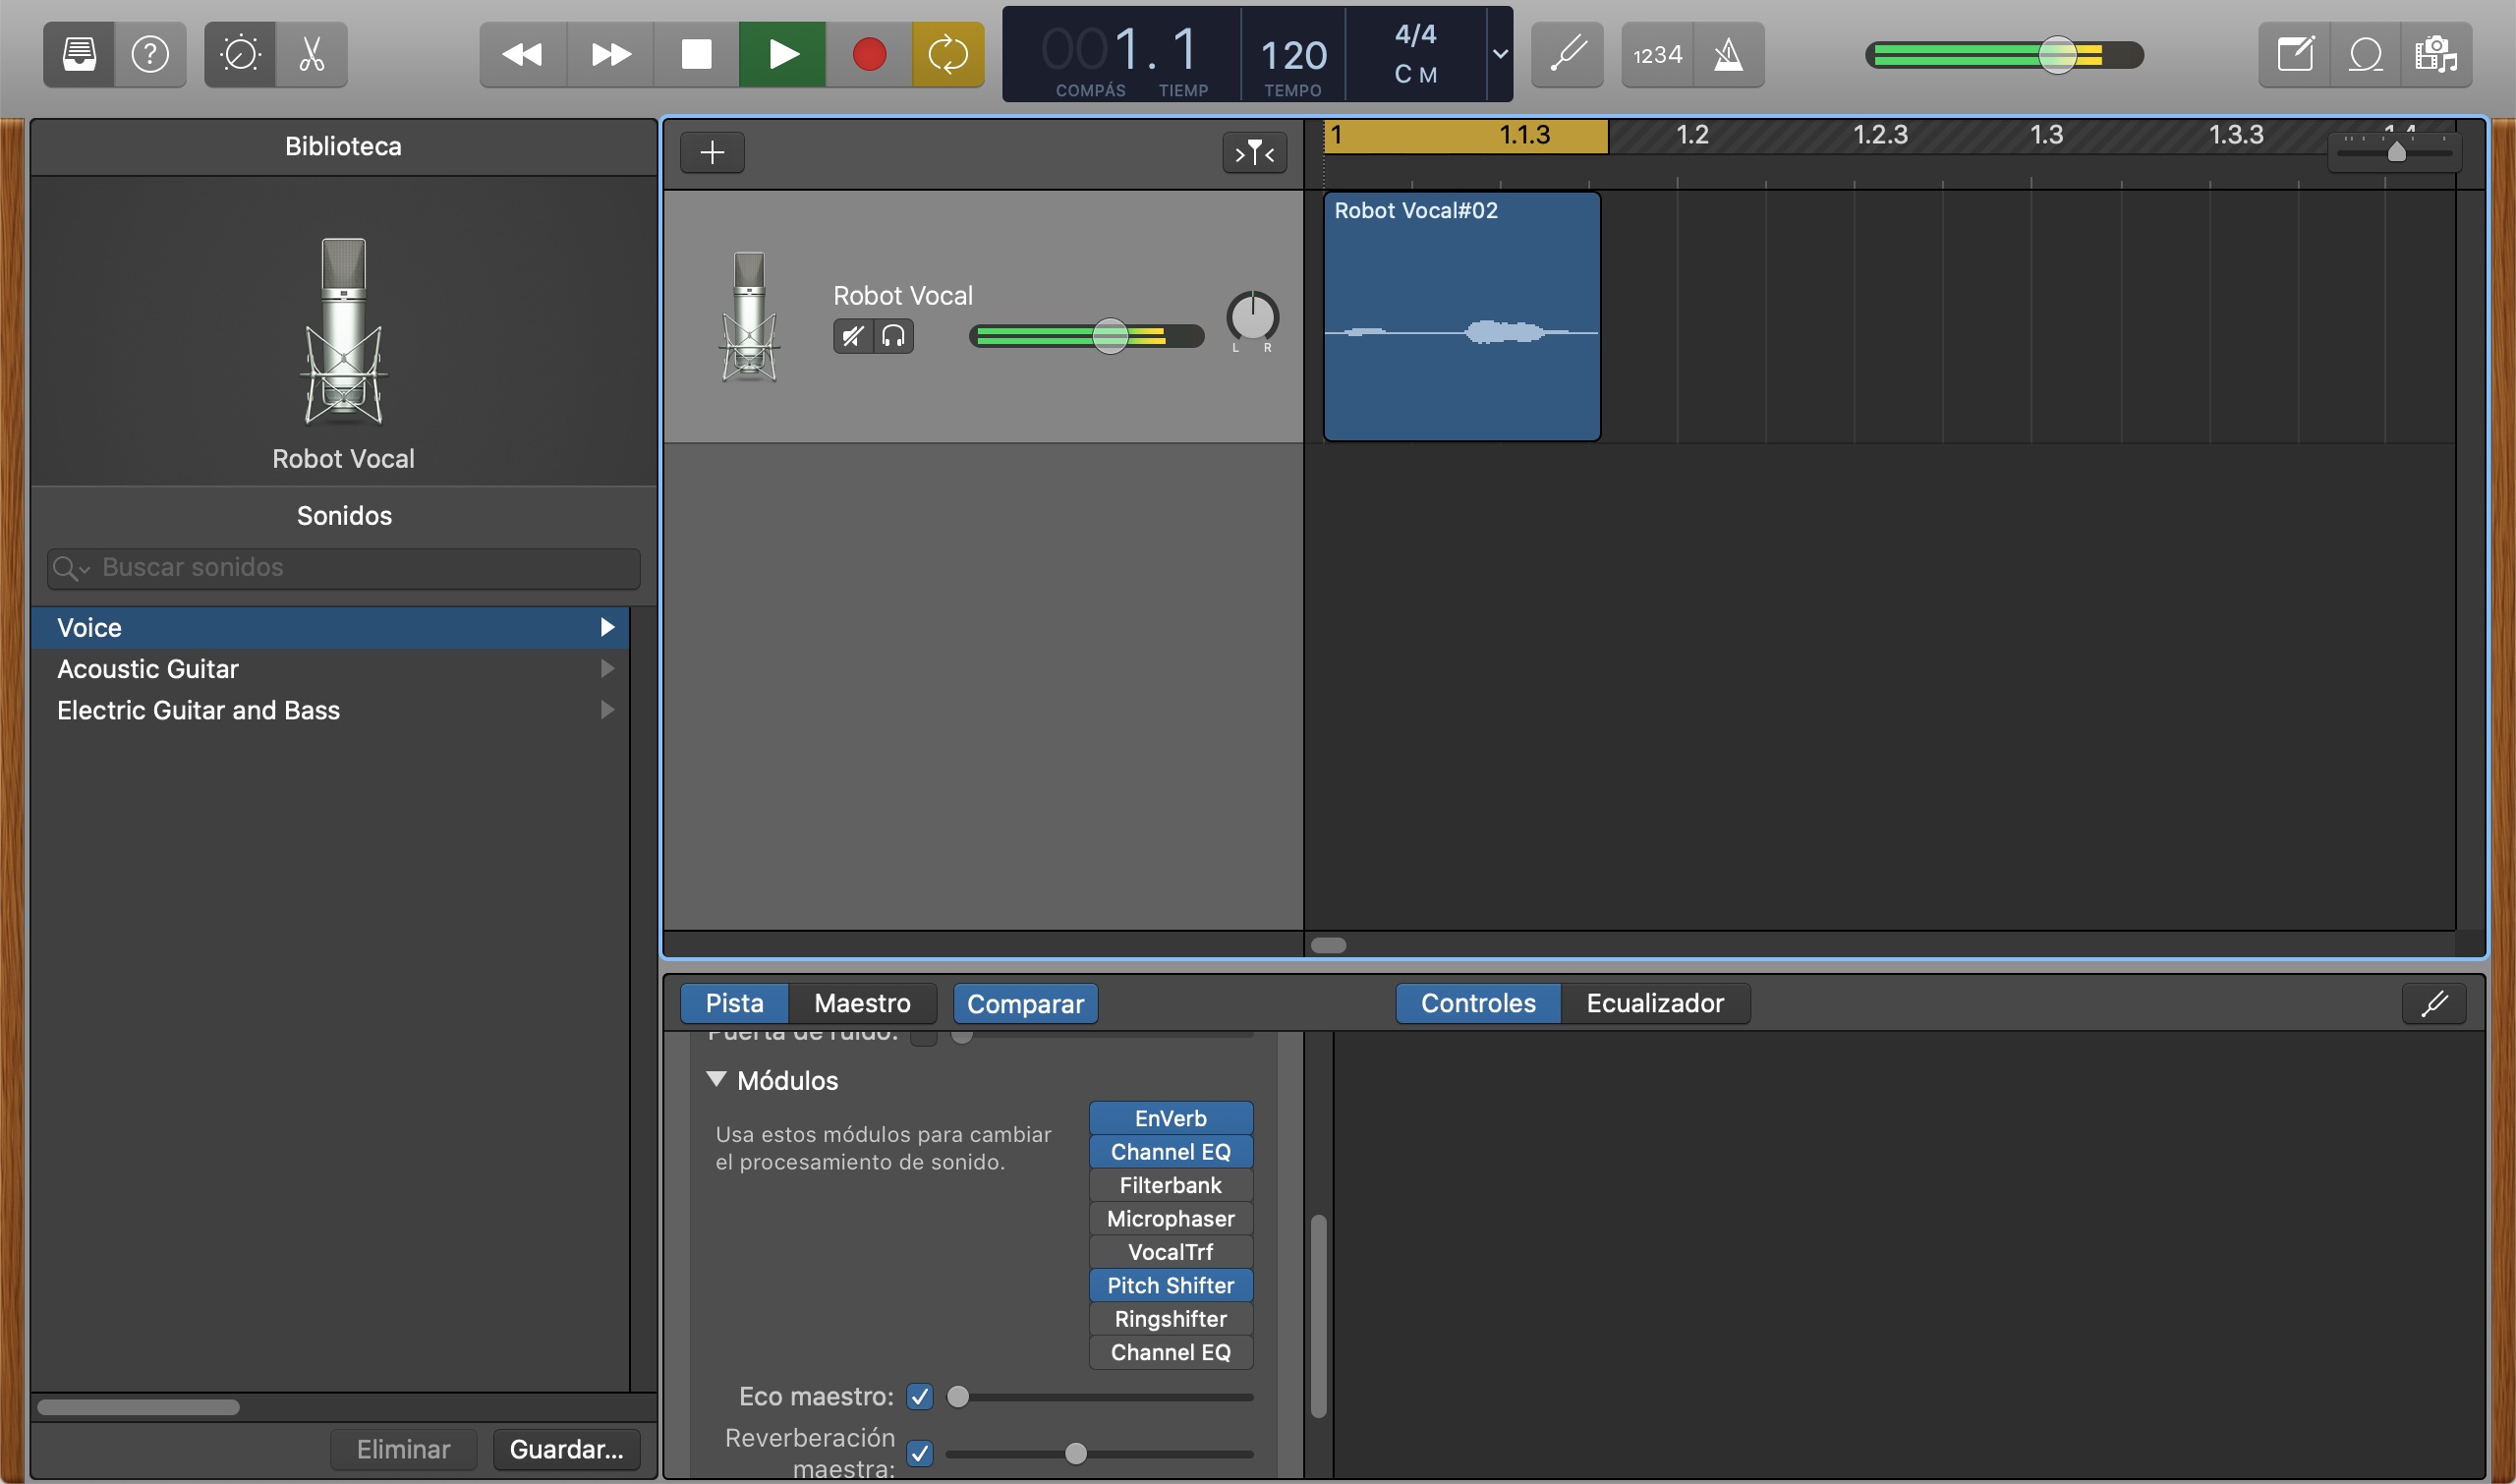 001. 1
COMPÁS TIEMP
120
TEMPO
4/4
C M
1234
Biblioteca
Robot Vocal
Sonidos
Buscar sonidos
Voice
Acoustic Guitar
Electric Guitar and Bass
Eliminar
Guardar...
1 1.1.3 1.2 1.2.3 1.3 1.3.3 1.4
Robot Vocal
L R
Robot Vocal#02
Pista Maestro Comparar Controles Ecualizador
Puerta de ruido:
Módulos
Usa estos módulos para cambiar
el procesamiento de sonido.
EnVerb
Channel EQ
Filterbank
Microphaser
VocalTrf
Pitch Shifter
Ringshifter
Channel EQ
Eco maestro:
Reverberación
maestra: